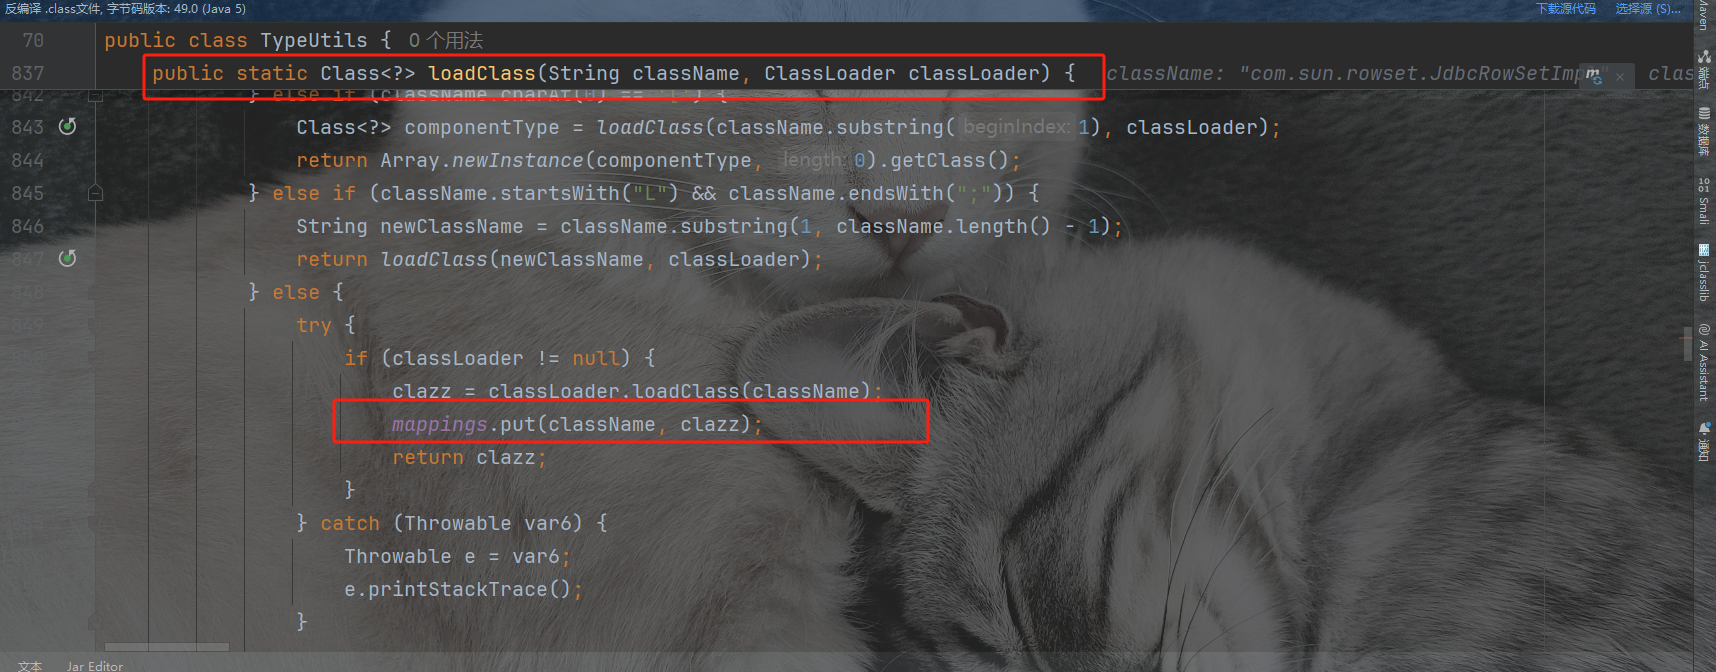 反编译 .class文件, 字节码版本: 49.0 (Java 5)
下载源代码 选择源 (S)...
70 public class TypeUtils { 0 个用法
837 public static Class<?> loadClass(String className, ClassLoader classLoader) { className: "com.sun.rowset.JdbcRowSetImpl" clas
842 } else if (className.charAt(0) == '[') {
843 Class<?> componentType = loadClass(className.substring( beginIndex: 1), classLoader);
844 return Array.newInstance(componentType, length: 0).getClass();
845 } else if (className.startsWith("L") && className.endsWith(";")) {
846 String newClassName = className.substring(1, className.length() - 1);
847 return loadClass(newClassName, classLoader);
848 } else {
try {
if (classLoader != null) {
clazz = classLoader.loadClass(className);
mappings.put(className, clazz);
return clazz;
}
} catch (Throwable var6) {
Throwable e = var6;
e.printStackTrace();
}
文本 Jar Editor
Maven
端点
数据库
Smali
jclasslib
AI Assistant
通知